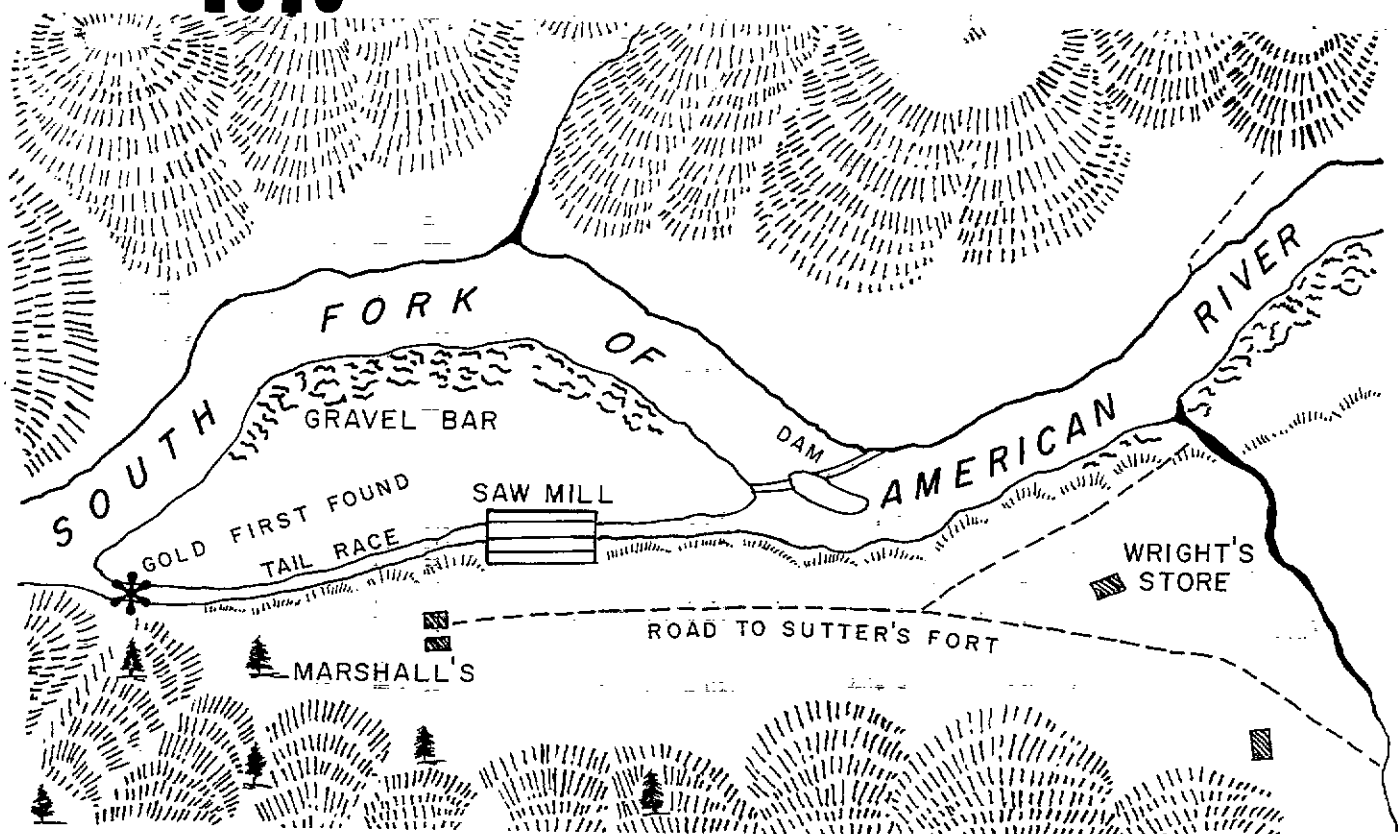 SOUTH FORK OF AMERICAN RIVER
GRAVEL BAR
DAM
GOLD FIRST FOUND
TAIL RACE
SAW MILL
WRIGHT'S
STORE
ROAD TO SUTTER'S FORT
MARSHALL'S